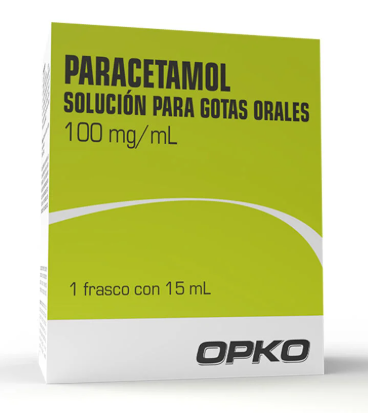 PARACETAMOL
SOLUCIÓN PARA GOTAS ORALES
100 mg/mL
1 frasco con 15 mL
OPKO